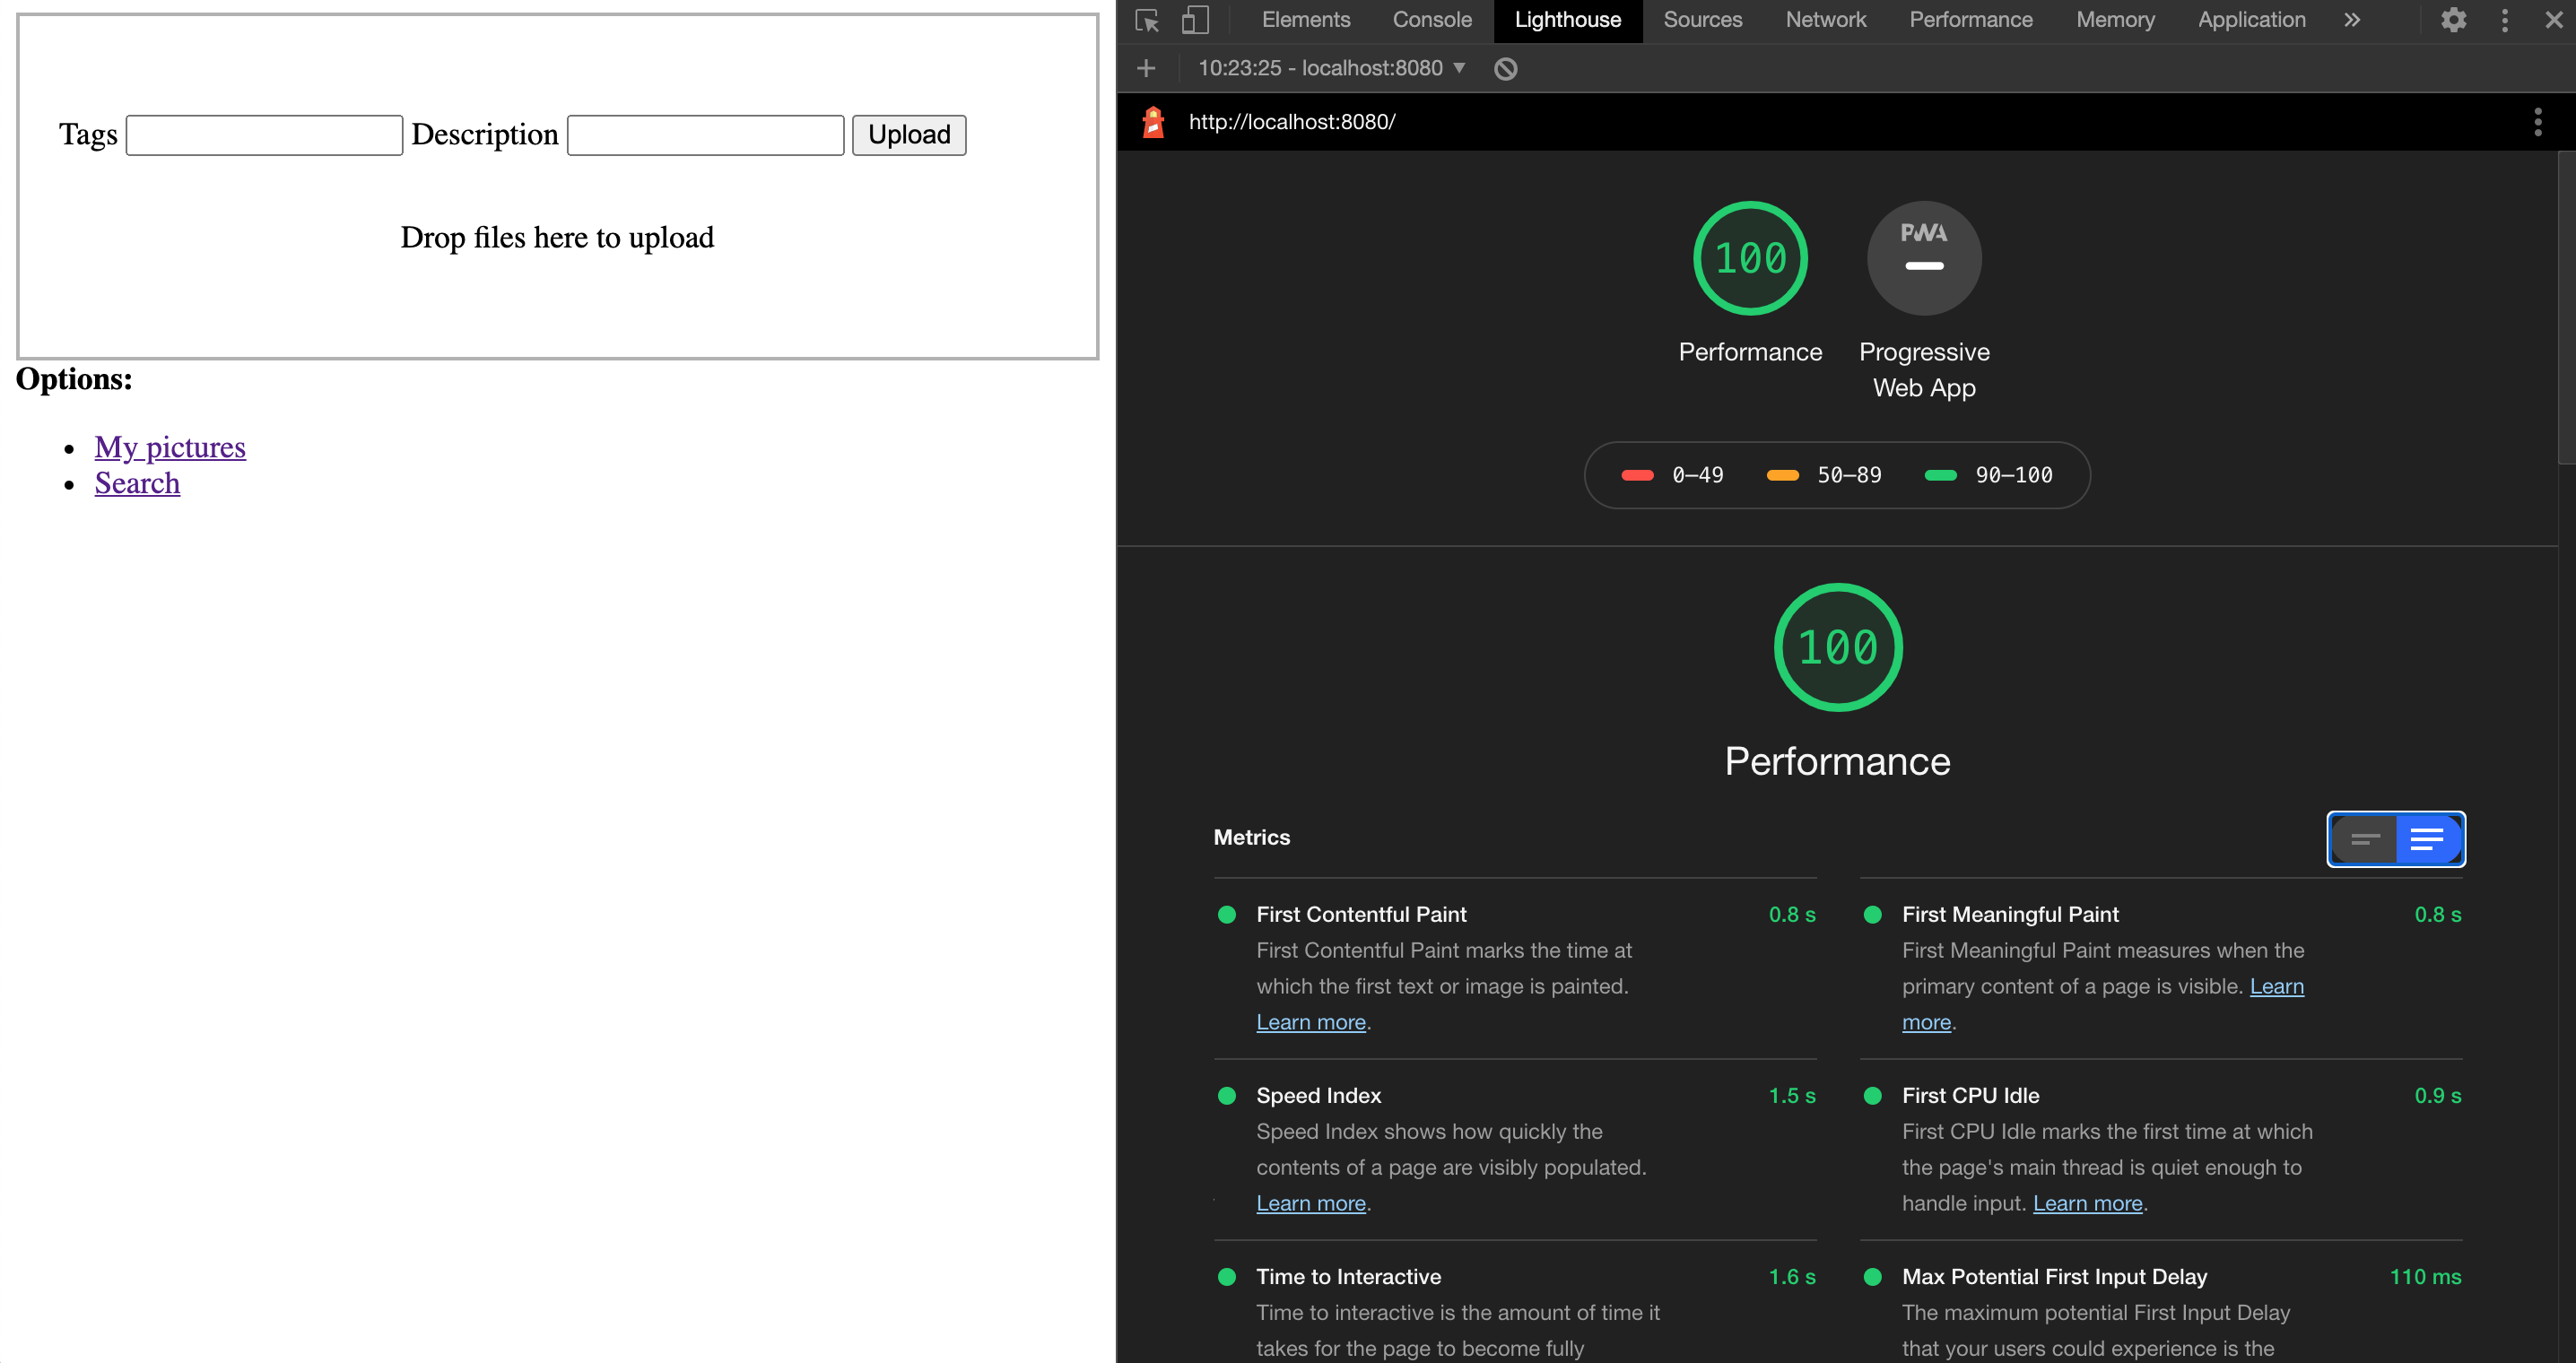 Tags Description Upload
Drop files here to upload
Options:
My pictures
Search
Elements Console Lighthouse Sources Network Performance Memory Application
10:23:25 - localhost:8080
http://localhost:8080/
100
Performance
PWA
Progressive
Web App
0–49 50–89 90–100
100
Performance
Metrics
First Contentful Paint 0.8 s
First Contentful Paint marks the time at
which the first text or image is painted.
Learn more.
First Meaningful Paint 0.8 s
First Meaningful Paint measures when the
primary content of a page is visible. Learn
more.
Speed Index 1.5 s
Speed Index shows how quickly the
contents of a page are visibly populated.
Learn more.
First CPU Idle 0.9 s
First CPU Idle marks the first time at which
the page's main thread is quiet enough to
handle input. Learn more.
Time to Interactive 1.6 s
Time to interactive is the amount of time it
takes for the page to become fully
Max Potential First Input Delay 110 ms
The maximum potential First Input Delay
that your users could experience is the